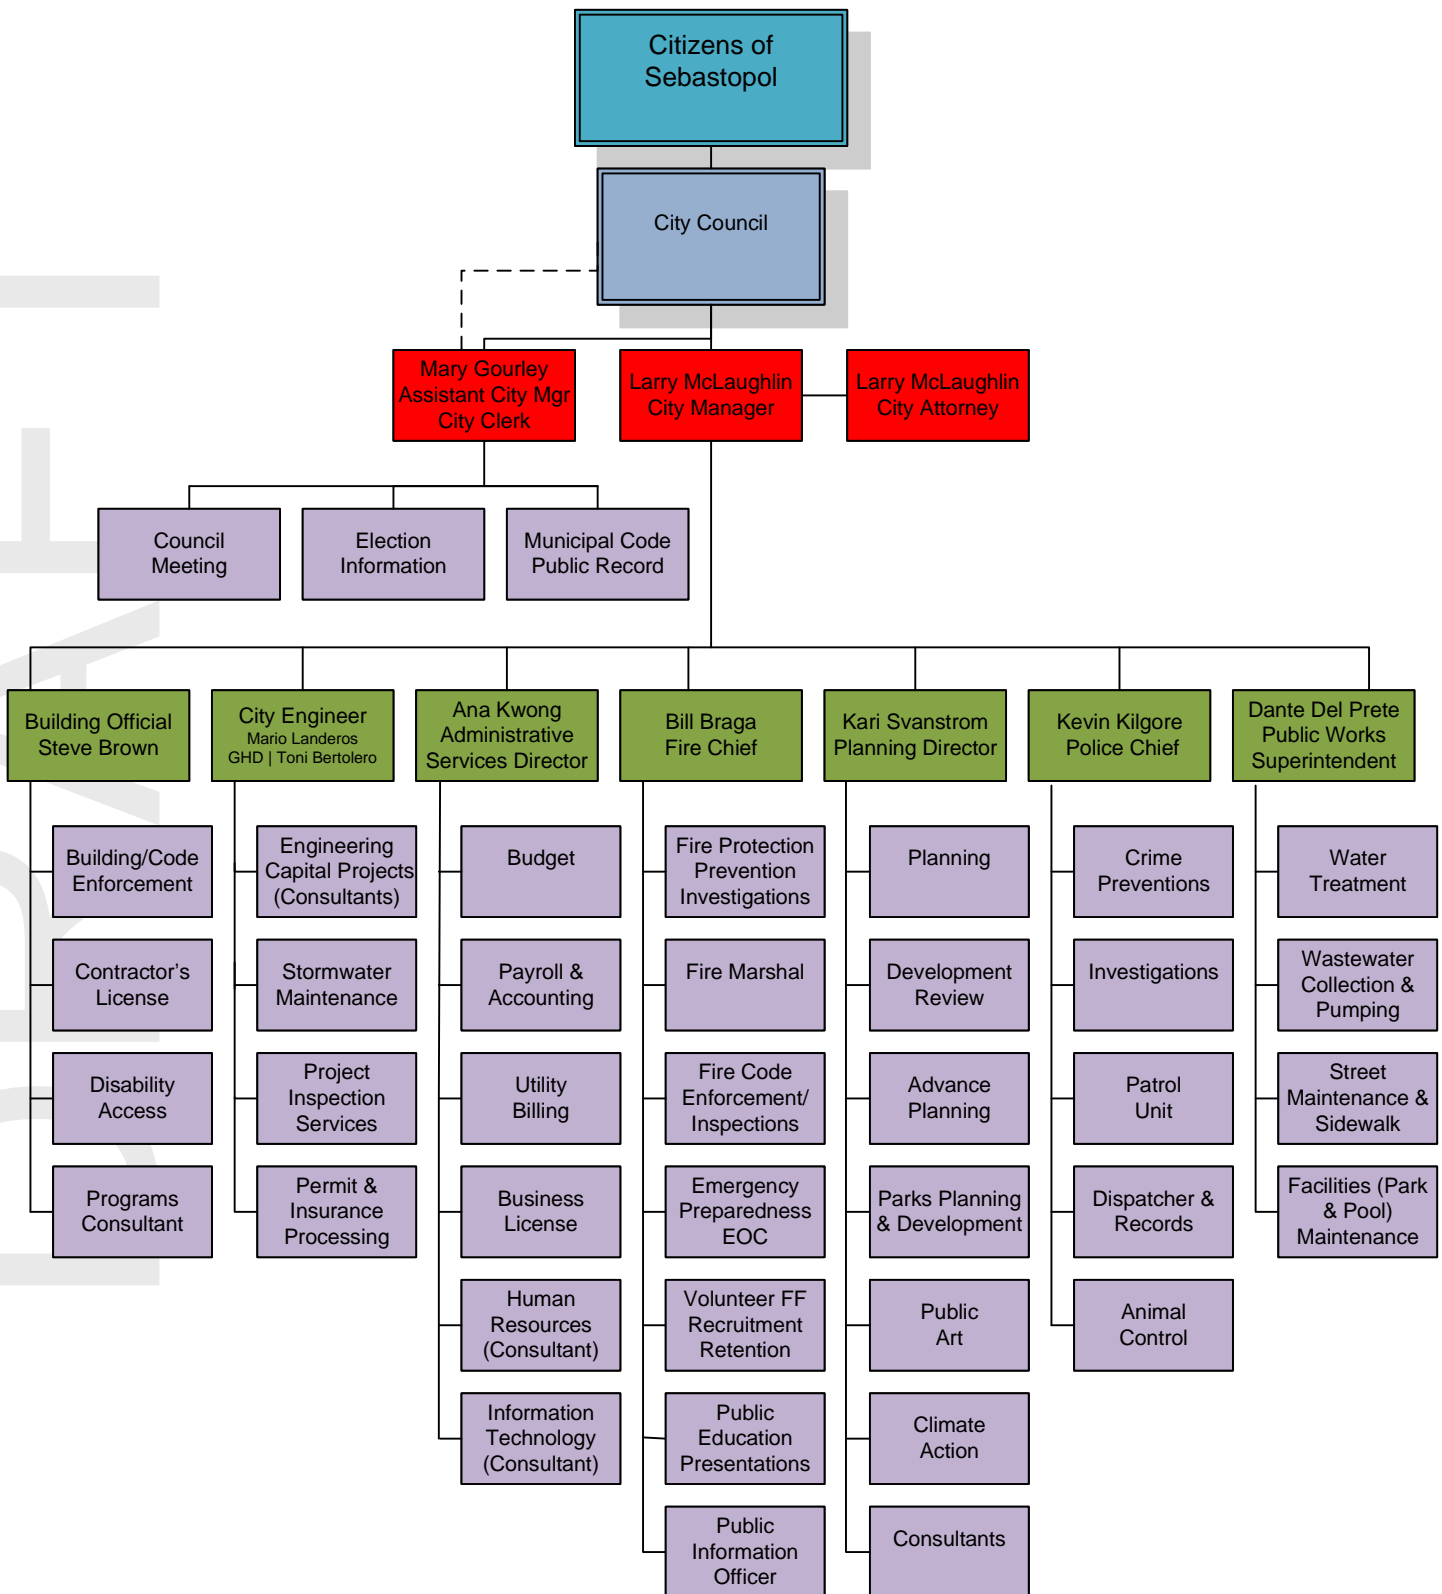 Citizens of
Sebastopol
City Council
Mary Gourley
Assistant City Mgr
City Clerk
Larry McLaughlin
City Manager
Larry McLaughlin
City Attorney
Council
Meeting
Election
Information
Municipal Code
Public Record
Building Official
Steve Brown
City Engineer
Mario Landeros
GHD | Toni Bertolero
Ana Kwong
Administrative
Services Director
Bill Braga
Fire Chief
Kari Svanstrom
Planning Director
Kevin Kilgore
Police Chief
Dante Del Prete
Public Works
Superintendent
Building/Code
Enforcement
Contractor's
License
Disability
Access
Programs
Consultant
Engineering
Capital Projects
(Consultants)
Stormwater
Maintenance
Project
Inspection
Services
Permit &
Insurance
Processing
Budget
Payroll &
Accounting
Utility
Billing
Business
License
Human
Resources
(Consultant)
Information
Technology
(Consultant)
Fire Protection
Prevention
Investigations
Fire Marshal
Fire Code
Enforcement/
Inspections
Emergency
Preparedness
EOC
Volunteer FF
Recruitment
Retention
Public
Education
Presentations
Public
Information
Officer
Planning
Development
Review
Advance
Planning
Parks Planning
& Development
Public
Art
Climate
Action
Consultants
Crime
Preventions
Investigations
Patrol
Unit
Dispatcher &
Records
Animal
Control
Water
Treatment
Wastewater
Collection &
Pumping
Street
Maintenance &
Sidewalk
Facilities (Park
& Pool)
Maintenance
DRAFT